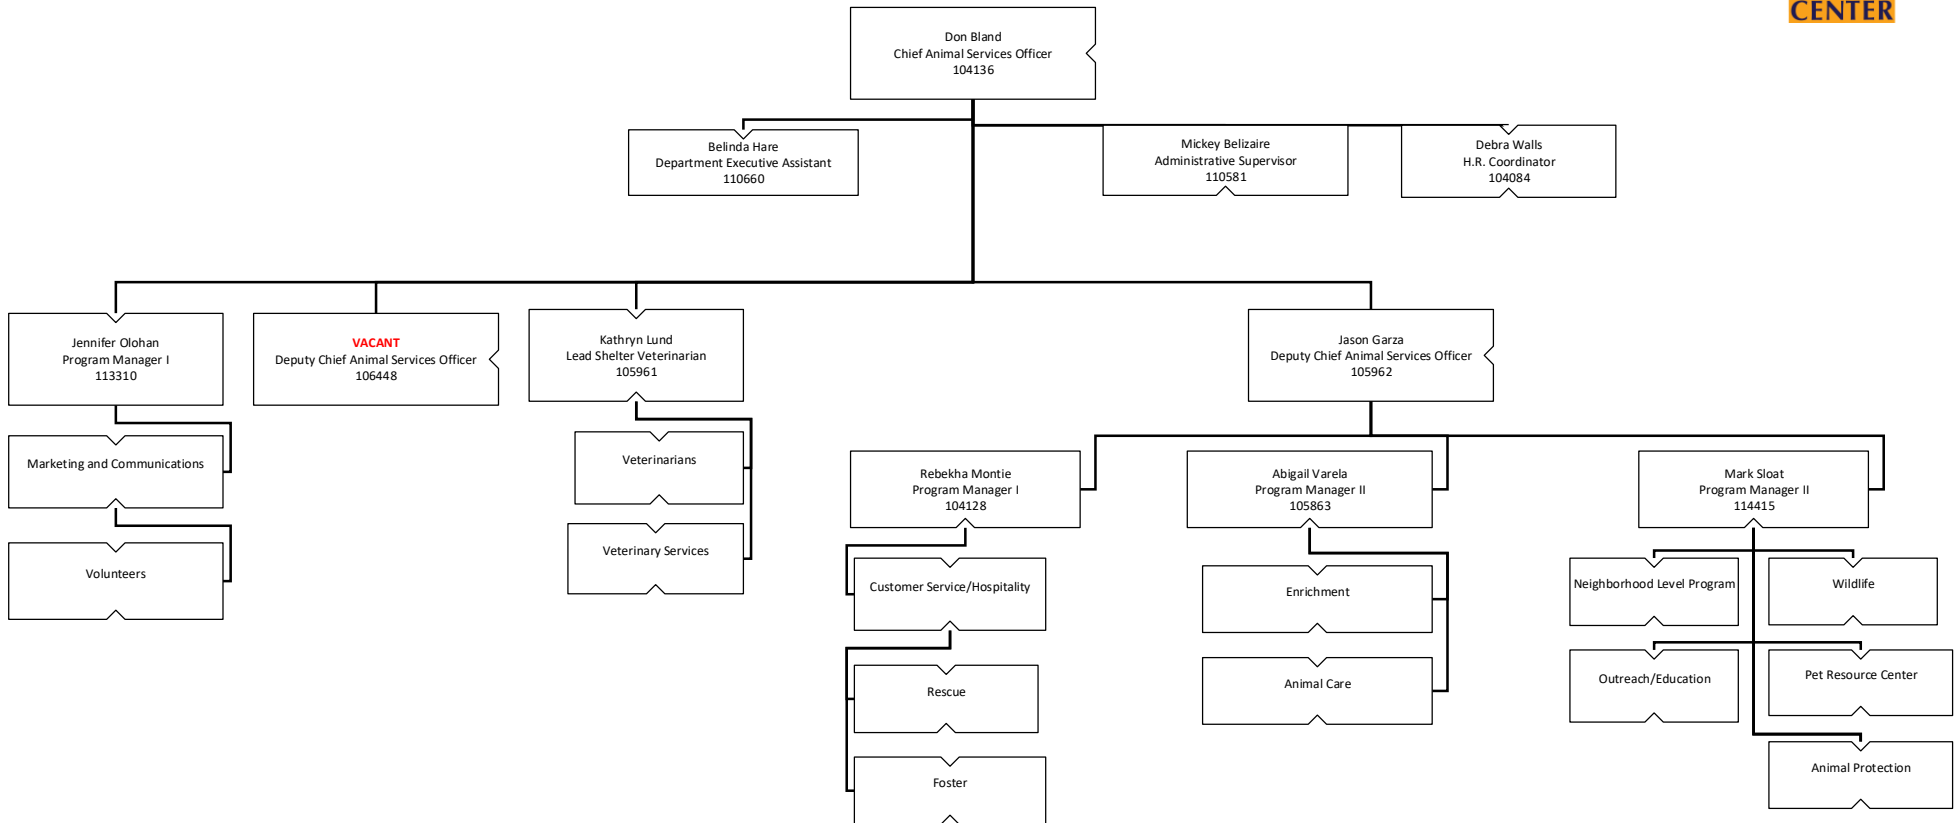 CENTER
Don Bland
Chief Animal Services Officer
104136
Belinda Hare
Department Executive Assistant
110660
Mickey Belizaire
Administrative Supervisor
110581
Debra Walls
H.R. Coordinator
104084
Jennifer Olohan
Program Manager I
113310
VACANT
Deputy Chief Animal Services Officer
106448
Kathryn Lund
Lead Shelter Veterinarian
105961
Jason Garza
Deputy Chief Animal Services Officer
105962
Marketing and Communications
Volunteers
Veterinarians
Veterinary Services
Rebekha Montie
Program Manager I
104128
Abigail Varela
Program Manager II
105863
Mark Sloat
Program Manager II
114415
Customer Service/Hospitality
Rescue
Foster
Enrichment
Animal Care
Neighborhood Level Program
Wildlife
Outreach/Education
Pet Resource Center
Animal Protection